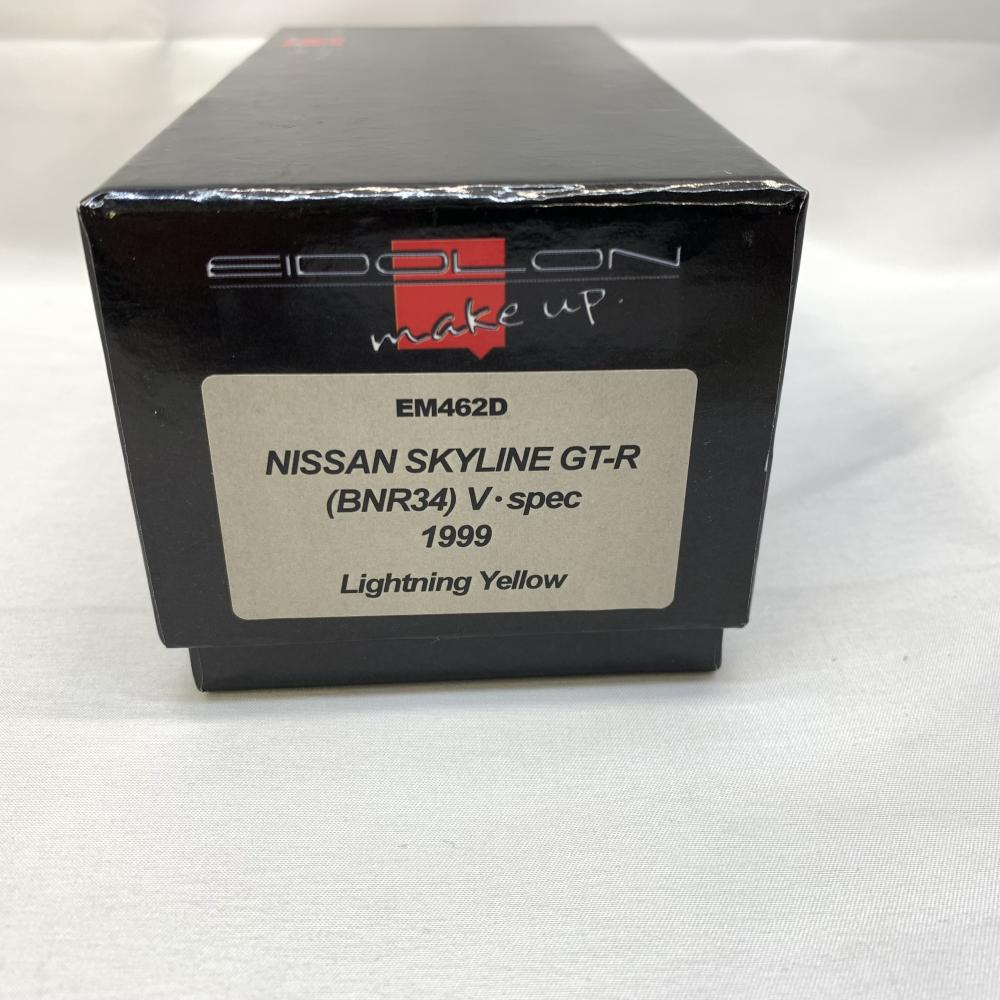 EIDOLON
make up.
EM462D
NISSAN SKYLINE GT-R
(BNR34) V・spec
1999
Lightning Yellow